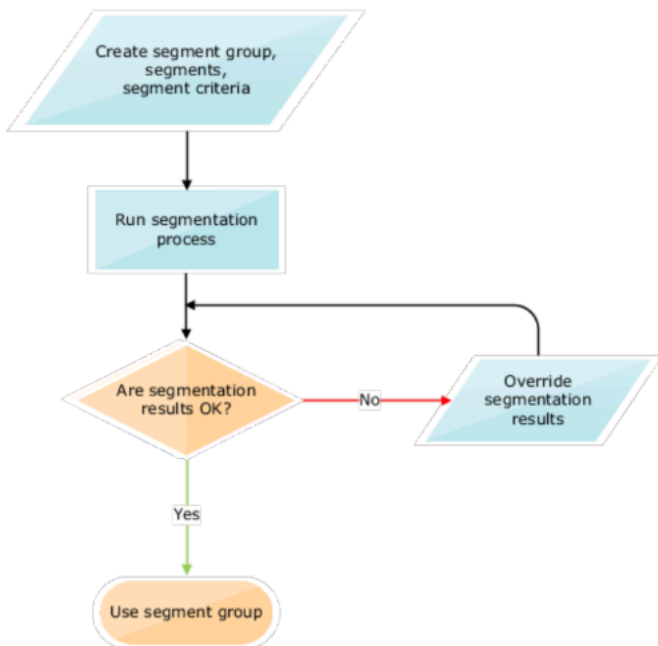 Create segment group,
segments,
segment criteria
Run segmentation
process
Are segmentation
results OK?
No
Override
segmentation
results
Yes
Use segment group